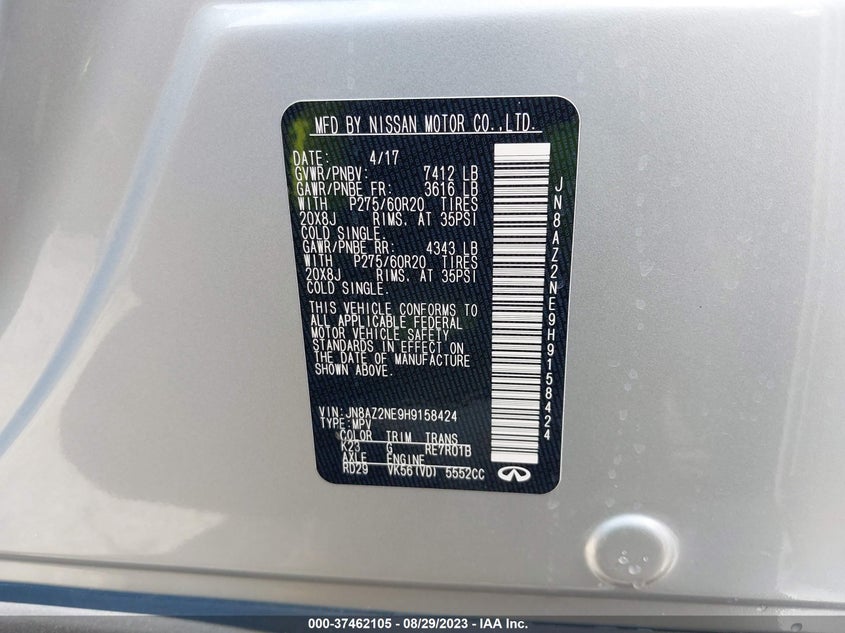 MFD BY NISSAN MOTOR CO.,LTD.
DATE: 4/17
GVWR/PNBV: 7412 LB
GAWR/PNBE FR: 3616 LB
WITH P275/60R20 TIRES
20X8J RIMS. AT 35PSI
COLD SINGLE.
GAWR/PNBE RR: 4343 LB
WITH P275/60R20 TIRES
20X8J RIMS. AT 35PSI
COLD SINGLE.
THIS VEHICLE CONFORMS TO
ALL APPLICABLE FEDERAL
MOTOR VEHICLE SAFETY
STANDARDS IN EFFECT ON
THE DATE OF MANUFACTURE
SHOWN ABOVE.
VIN:JN8AZ2NE9H9158424
TYPE:MPV
COLOR TRIM TRANS
K23 G RE7R01B
AXLE ENGINE
RD29 VK56(VD) 5552CC
JN8AZ2NE9H9158424
000-37462105 - 08/29/2023 - IAA Inc.